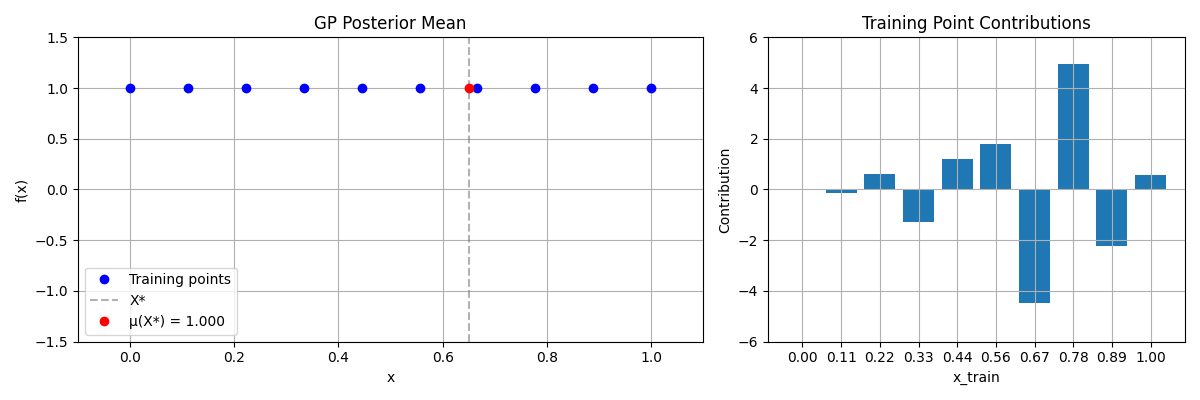 GP Posterior Mean
1.5
1.0
0.5
0.0
−0.5
−1.0
−1.5
f(x)
Training points
X*
μ(X*) = 1.000
0.0 0.2 0.4 0.6 0.8 1.0
x
Training Point Contributions
6
4
2
0
−2
−4
−6
Contribution
0.00 0.11 0.22 0.33 0.44 0.56 0.67 0.78 0.89 1.00
x_train